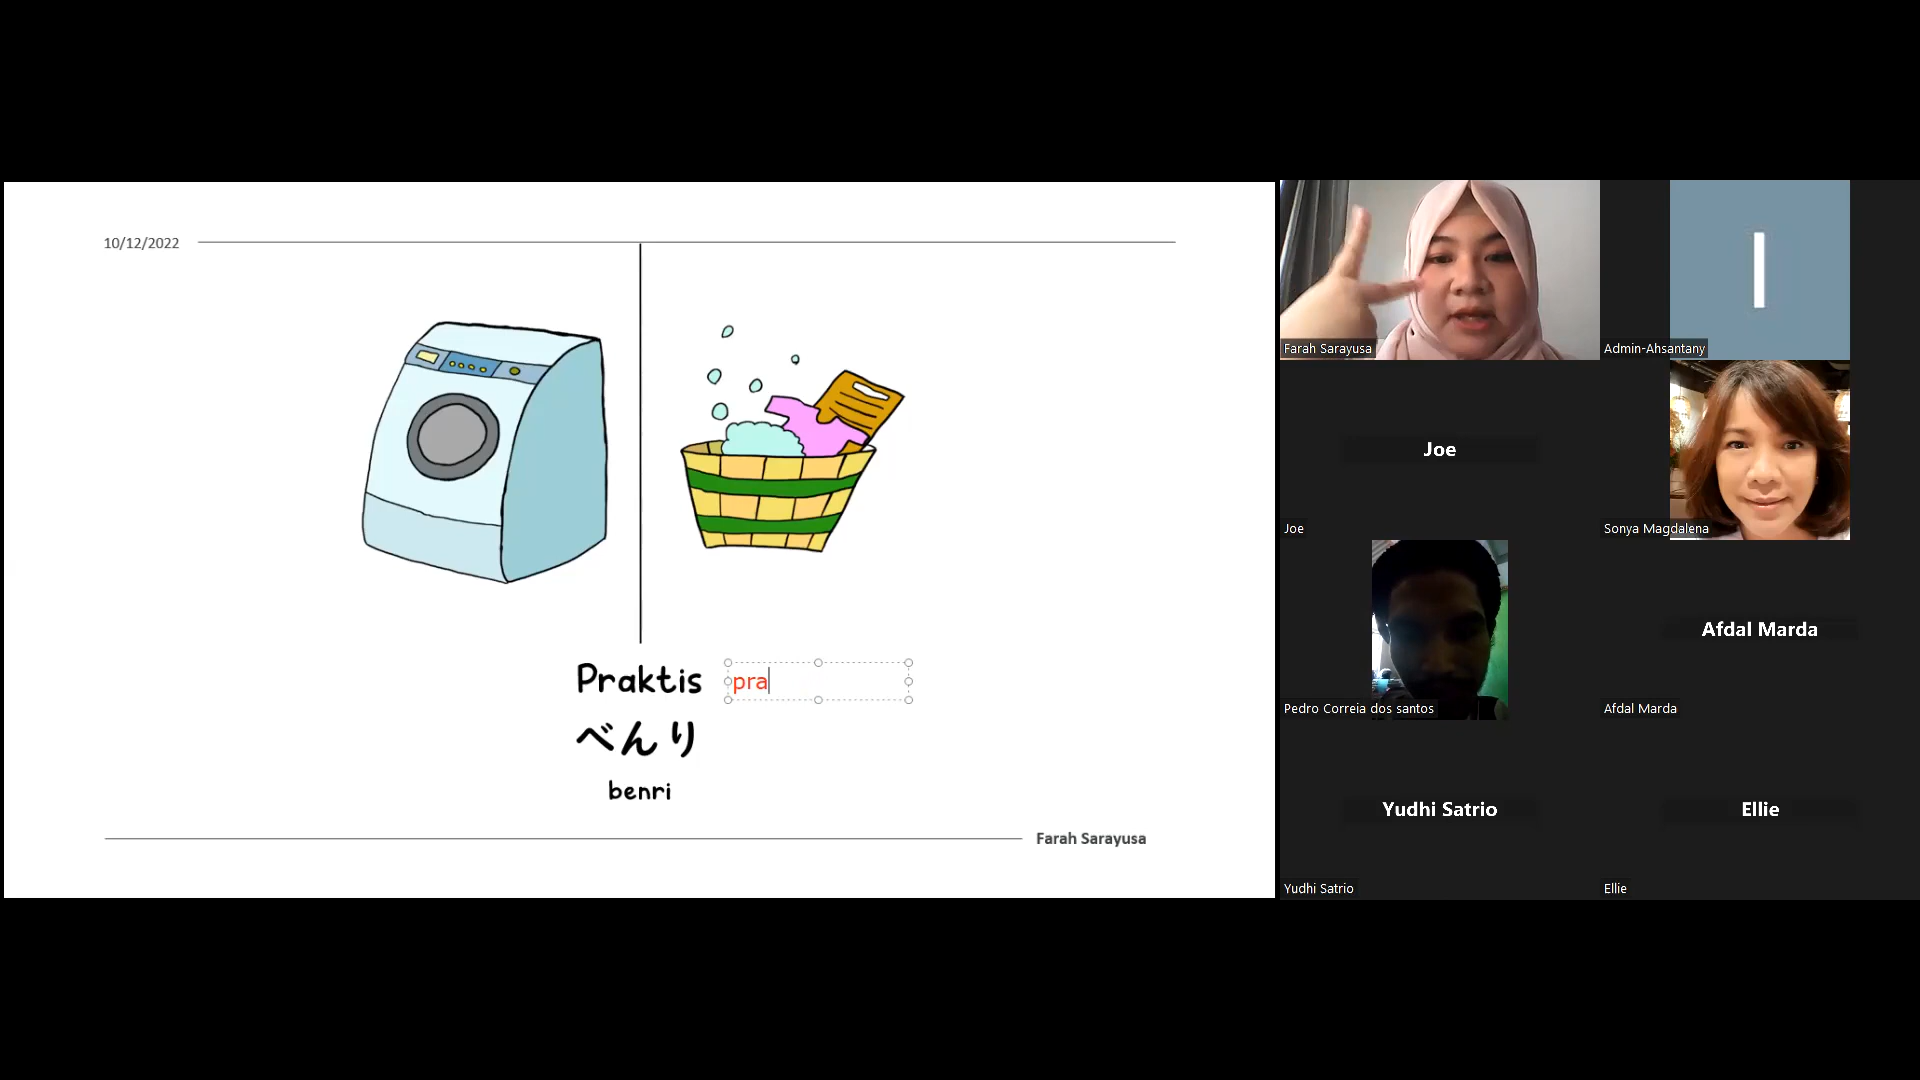 10/12/2022
Praktis
pra
べんり
benri
Farah Sarayusa
Farah Sarayusa
Admin-Ahsantany
I
Joe
Joe
Sonya Magdalena
Pedro Correia dos santos
Afdal Marda
Afdal Marda
Yudhi Satrio
Yudhi Satrio
Ellie
Ellie